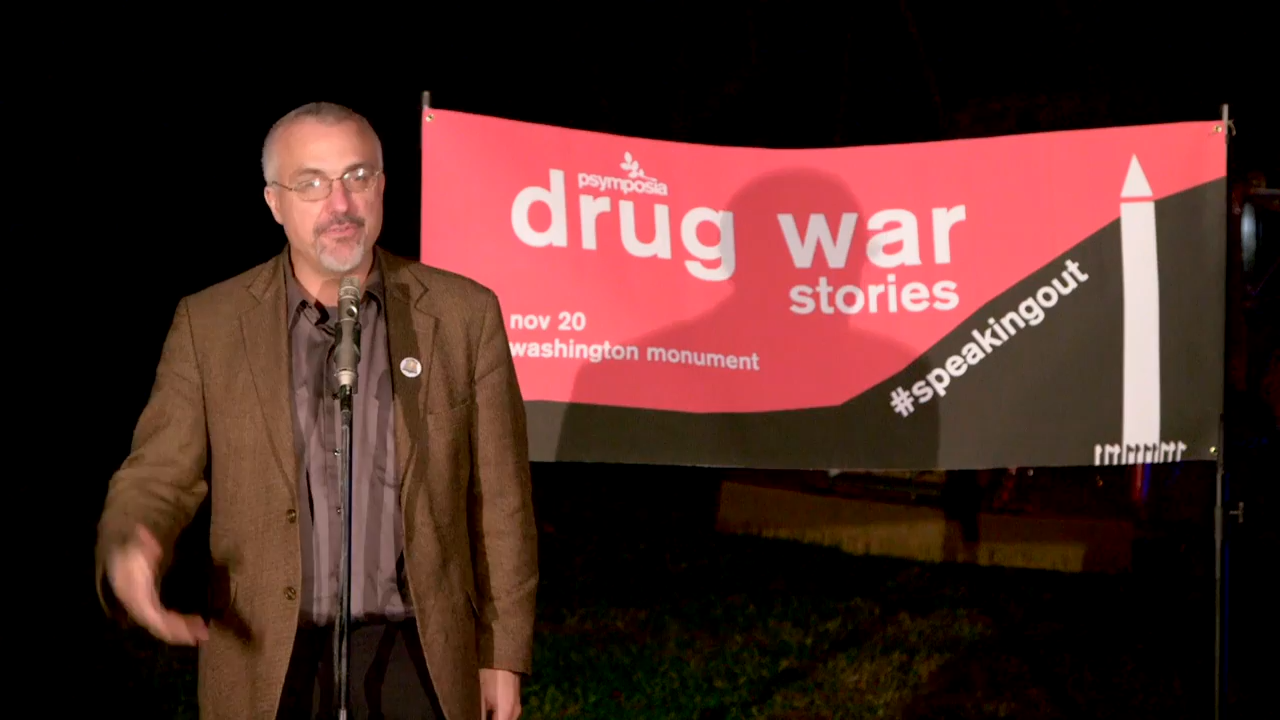 psymposia
drug war
stories
nov 20
washington monument
#speakingout